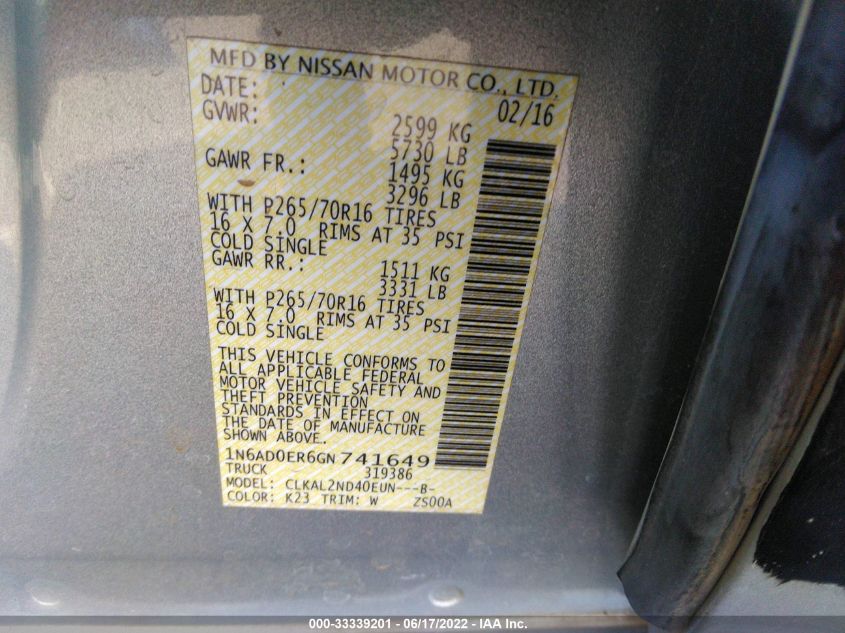 MFD BY NISSAN MOTOR CO., LTD.
DATE: 02/16
GVWR: 2599 KG
5730 LB
GAWR FR.: 1495 KG
3296 LB
WITH P265/70R16 TIRES
16 X 7.0 RIMS AT 35 PSI
COLD SINGLE
GAWR RR.: 1511 KG
3331 LB
WITH P265/70R16 TIRES
16 X 7.0 RIMS AT 35 PSI
COLD SINGLE
THIS VEHICLE CONFORMS TO
ALL APPLICABLE FEDERAL
MOTOR VEHICLE SAFETY AND
THEFT PREVENTION
STANDARDS IN EFFECT ON
THE DATE OF MANUFACTURE
SHOWN ABOVE.
1N6AD0ER6GN741649
TRUCK 319386
MODEL: CLKAL2ND40EUN---B-
COLOR: K23 TRIM: W ZS00A
000-33339201 - 06/17/2022 - IAA Inc.